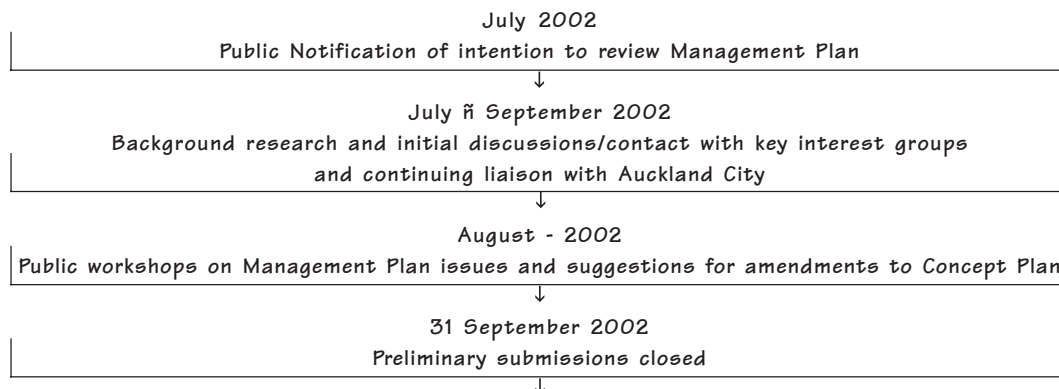 July 2002
Public Notification of intention to review Management Plan
July ñ September 2002
Background research and initial discussions/contact with key interest groups
and continuing liaison with Auckland City
August - 2002
Public workshops on Management Plan issues and suggestions for amendments to Concept Plan
31 September 2002
Preliminary submissions closed